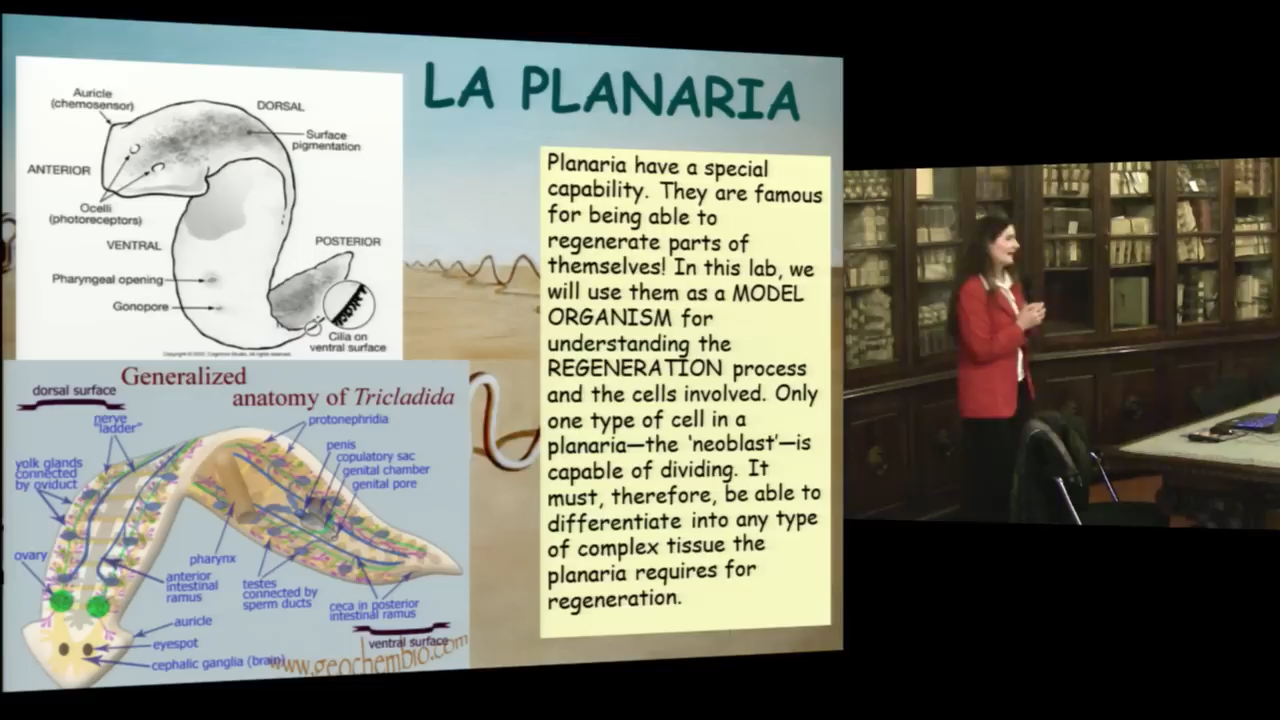 LA PLANARIA
Auricle
(chemosensor)
DORSAL
Surface
pigmentation
ANTERIOR
Ocelli
(photoreceptors)
VENTRAL
POSTERIOR
Pharyngeal opening
Gonopore
Cilia on
ventral surface
Planaria have a special
capability. They are famous
for being able to
regenerate parts of
themselves! In this lab, we
will use them as a MODEL
ORGANISM for
understanding the
REGENERATION process
and the cells involved. Only
one type of cell in a
planaria—the ‘neoblast’—is
capable of dividing. It
must, therefore, be able to
differentiate into any type
of complex tissue the
planaria requires for
regeneration.
Generalized
anatomy of Tricladida
dorsal surface
nerve
"ladder"
protonephridia
penis
copulatory sac
genital chamber
genital pore
yolk glands
connected
by oviduct
ovary
pharynx
anterior
intestinal
ramus
testes
connected by
sperm ducts
ceca in posterior
intestinal ramus
auricle
ventral surface
eyespot
cephalic ganglia (brain)
www.geochembio.com